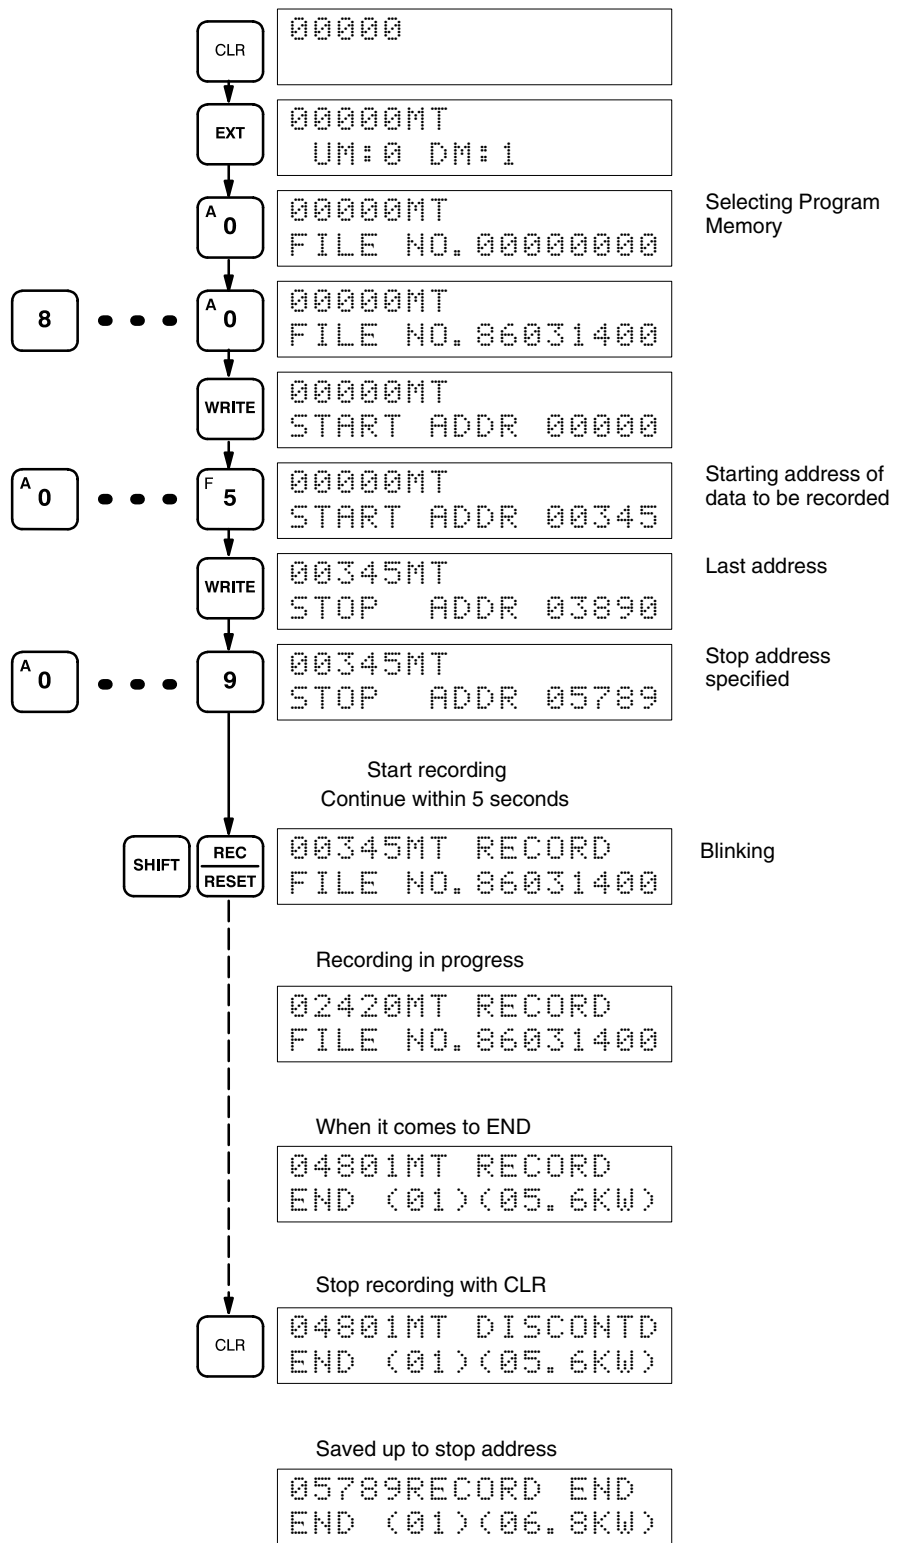 CLR
00000
EXT
00000MT
UM:0 DM:1
A 0
00000MT
FILE NO.00000000
Selecting Program
Memory
8
A 0
00000MT
FILE NO.86031400
WRITE
00000MT
START ADDR 00000
A 0
F 5
00000MT
START ADDR 00345
Starting address of
data to be recorded
WRITE
00345MT
STOP ADDR 03890
Last address
A 0
9
00345MT
STOP ADDR 05789
Stop address
specified
Start recording
Continue within 5 seconds
SHIFT
REC
RESET
00345MT RECORD
FILE NO.86031400
Blinking
Recording in progress
02420MT RECORD
FILE NO.86031400
When it comes to END
04801MT RECORD
END (01)(05.6KW)
Stop recording with CLR
CLR
04801MT DISCONTD
END (01)(05.6KW)
Saved up to stop address
05789RECORD END
END (01)(06.8KW)